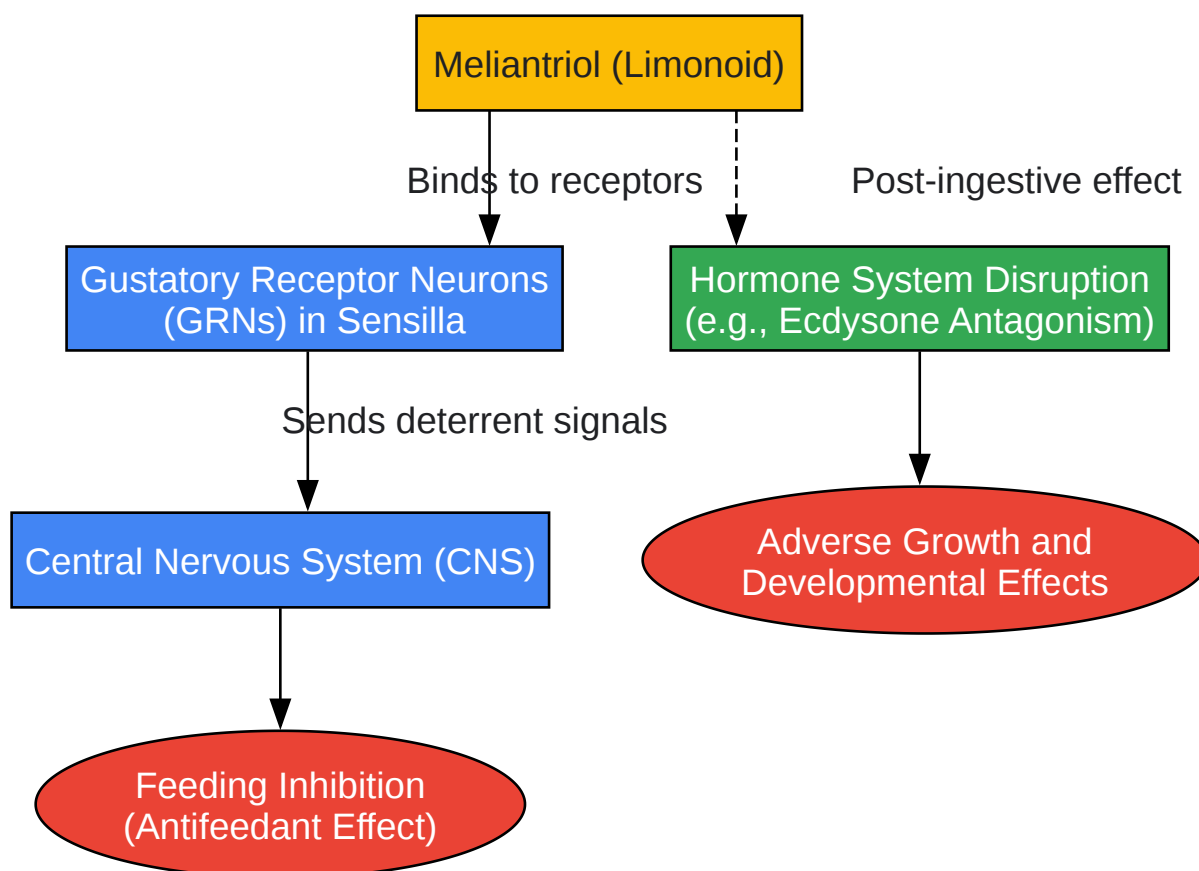 Meliantriol (Limonoid)
Binds to receptors
Post-ingestive effect
Gustatory Receptor Neurons
(GRNs) in Sensilla
Hormone System Disruption
(e.g., Ecdysone Antagonism)
Sends deterrent signals
Central Nervous System (CNS)
Adverse Growth and
Developmental Effects
Feeding Inhibition
(Antifeedant Effect)